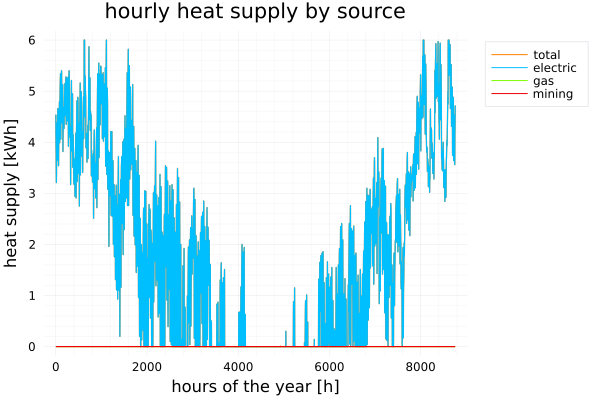 hourly heat supply by source
6
5
4
3
2
1
0
heat supply [kWh]
0 2000 4000 6000 8000
hours of the year [h]
total
electric
gas
mining